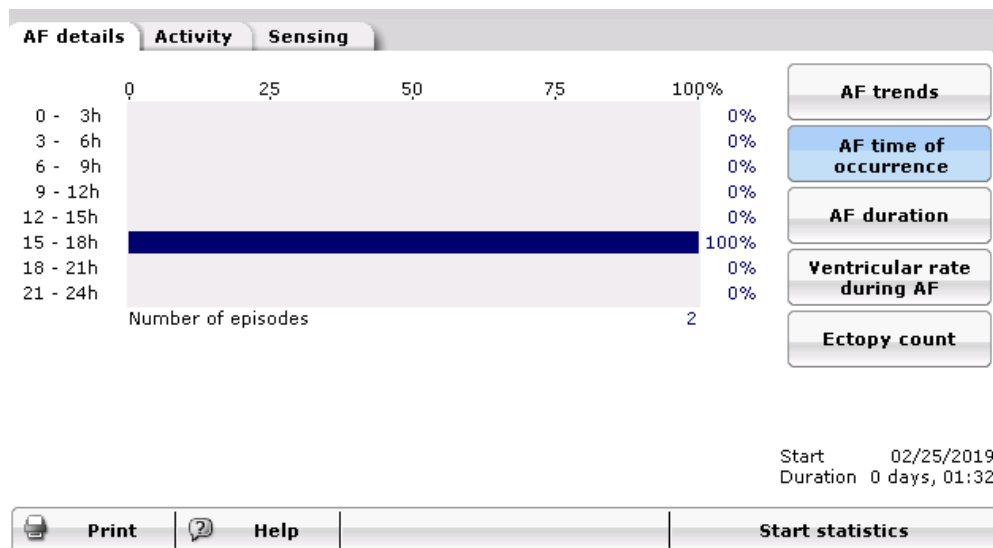 AF details Activity Sensing
0 25 50 75 100%
0 - 3h 0%
3 - 6h 0%
6 - 9h 0%
9 - 12h 0%
12 - 15h 0%
15 - 18h 100%
18 - 21h 0%
21 - 24h 0%
Number of episodes 2
AF trends
AF time of
occurrence
AF duration
Ventricular rate
during AF
Ectopy count
Start 02/25/2019
Duration 0 days, 01:32
Print Help Start statistics